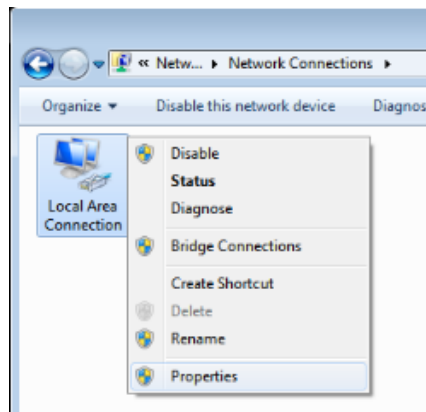 « Netw... ▸ Network Connections ▸
Organize ▾ Disable this network device Diagnos
Local Area
Connection
Disable
Status
Diagnose
Bridge Connections
Create Shortcut
Delete
Rename
Properties